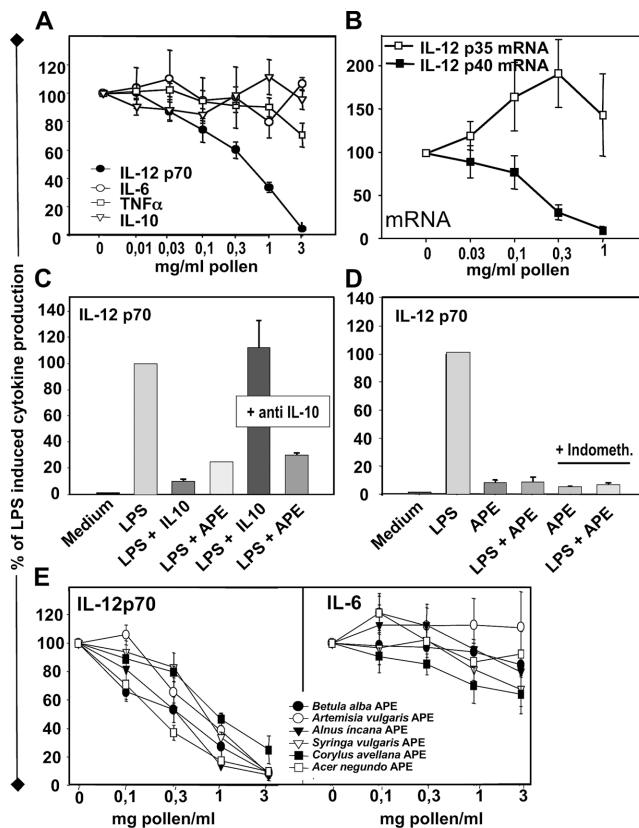 A
120
100
80
60
40
20
0
IL-12 p70
IL-6
TNFα
IL-10
0 0,01 0,03 0,1 0,3 1 3
mg/ml pollen
B
200
150
100
50
0
IL-12 p35 mRNA
IL-12 p40 mRNA
mRNA
0 0.03 0,1 0,3 1
mg/ml pollen
% of LPS induced cytokine production
C
IL-12 p70
140
120
100
80
60
40
20
0
+ anti IL-10
Medium
LPS
LPS + IL10
LPS + APE
LPS + IL10
LPS + APE
D
IL-12 p70
140
120
100
80
60
40
20
0
+ Indometh.
Medium
LPS
APE
LPS + APE
APE
LPS + APE
E
IL-12p70
IL-6
120
100
80
60
40
20
0
Betula alba APE
Artemisia vulgaris APE
Alnus incana APE
Syringa vulgaris APE
Corylus avellana APE
Acer negundo APE
0 0,1 0,3 1 3
mg pollen/ml
0 0,1 0,3 1 3
mg pollen/ml